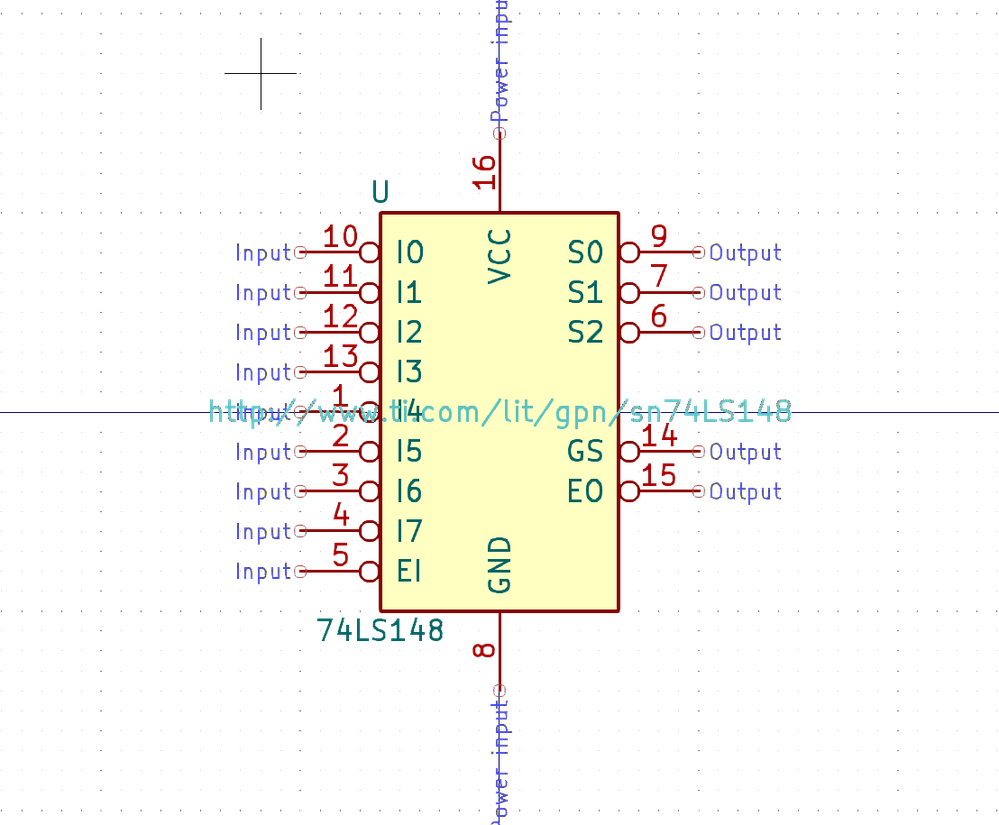 Power input
16
U
Input 10 I0 VCC S0 9 Output
Input 11 I1 S1 7 Output
Input 12 I2 S2 6 Output
Input 13 I3
Input 1 I4
http://www.ti.com/lit/gpn/sn74LS148
Input 2 I5 GS 14 Output
Input 3 I6 EO 15 Output
Input 4 I7 GND
Input 5 EI
74LS148
8
Power input